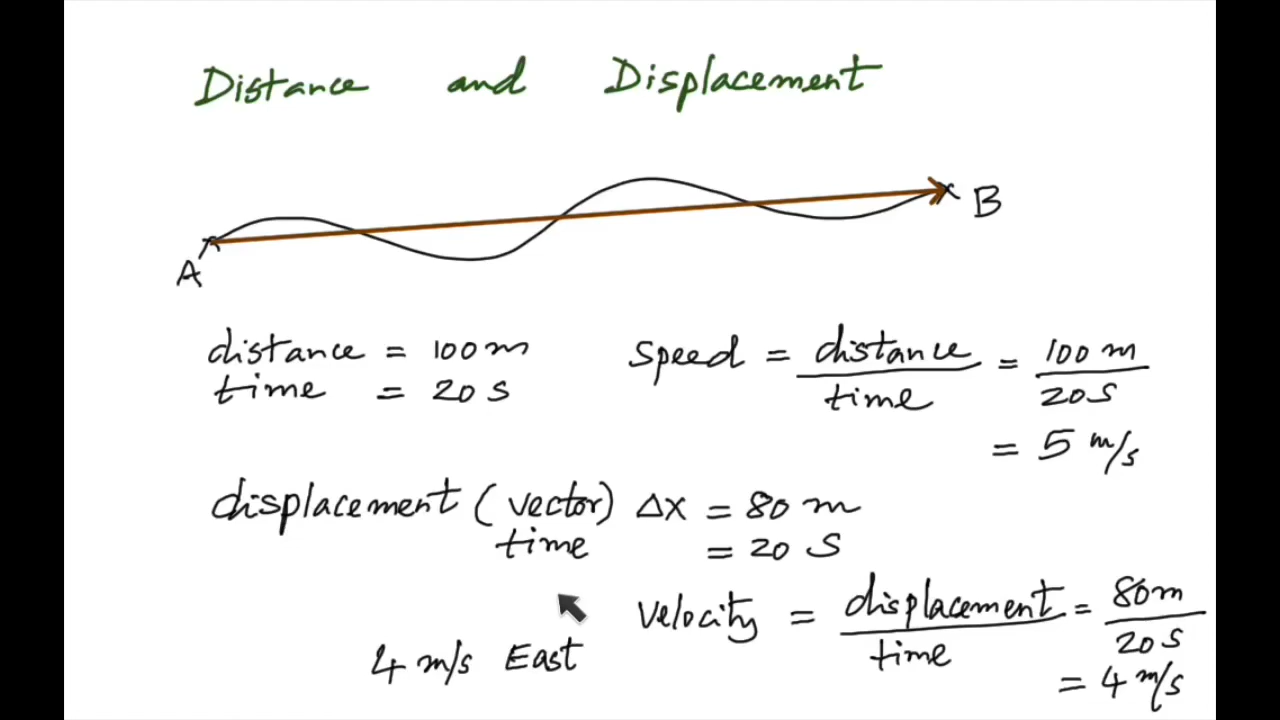 Distance and Displacement
A
B
distance = 100 m
time = 20 S
Speed = distance / time = 100 m / 20 S
= 5 m/s
displacement (vector) Δx = 80 m
time = 20 S
Velocity = displacement / time = 80 m / 20 S
= 4 m/s
4 m/s East